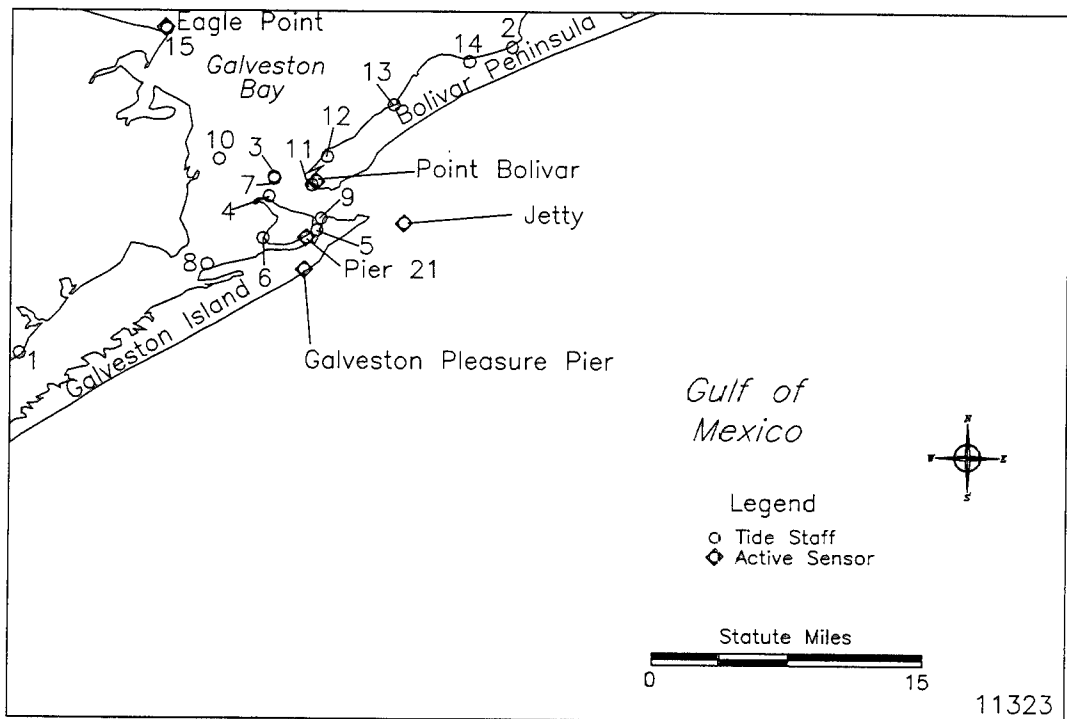 Eagle Point
15
Galveston
Bay
2
14
13
Bolivar Peninsula
12
10
3
11
7
Point Bolivar
4
9
Jetty
5
8
6
Pier 21
Galveston Island
1
Galveston Pleasure Pier
Gulf of
Mexico
N
W
E
S
Legend
Tide Staff
Active Sensor
Statute Miles
0
15
11323